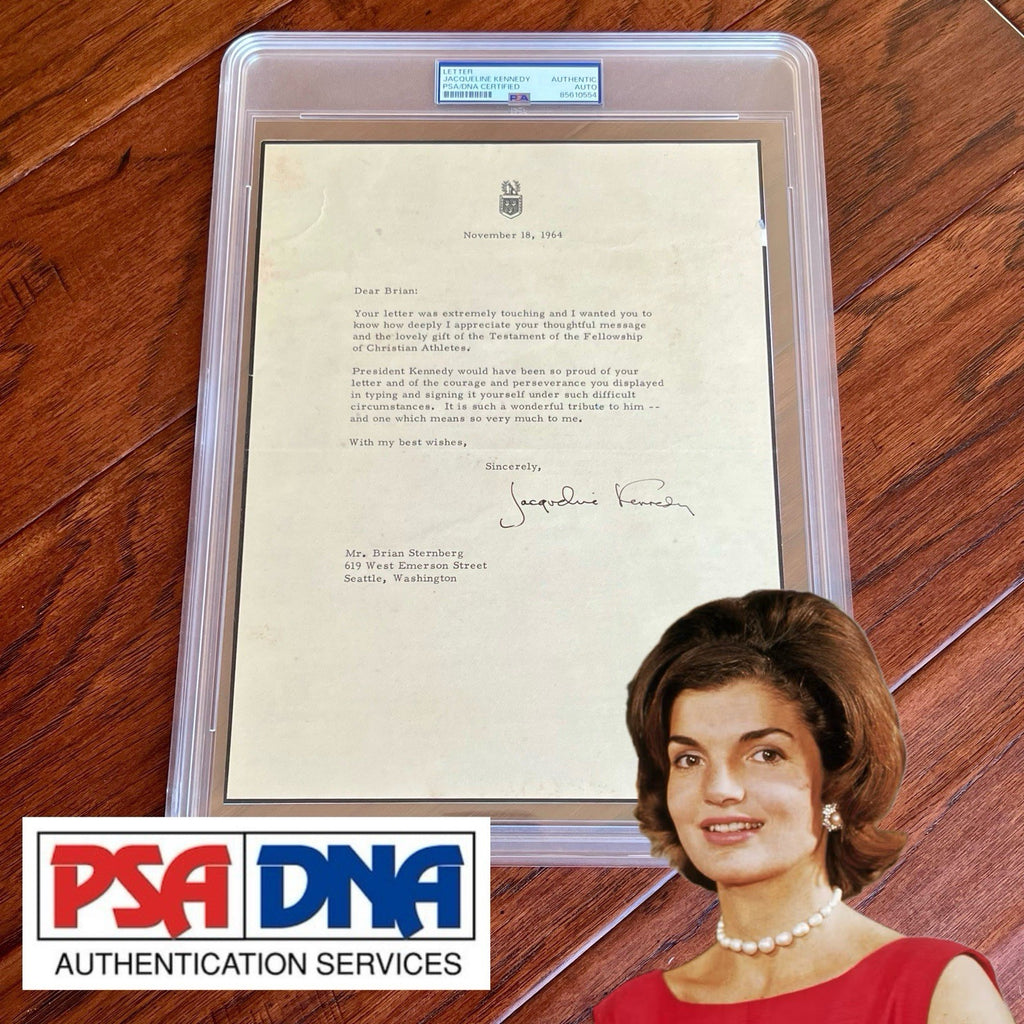 LETTER
JACQUELINE KENNEDY
PSA/DNA CERTIFIED
AUTHENTIC
AUTO
85610554
PSA
November 18, 1964
Dear Brian:
Your letter was extremely touching and I wanted you to
know how deeply I appreciate your thoughtful message
and the lovely gift of the Testament of the Fellowship
of Christian Athletes.
President Kennedy would have been so proud of your
letter and of the courage and perseverance you displayed
in typing and signing it yourself under such difficult
circumstances. It is such a wonderful tribute to him --
and one which means so very much to me.
With my best wishes,
Sincerely,
Jacqueline Kennedy
Mr. Brian Sternberg
619 West Emerson Street
Seattle, Washington
PSA DNA
AUTHENTICATION SERVICES